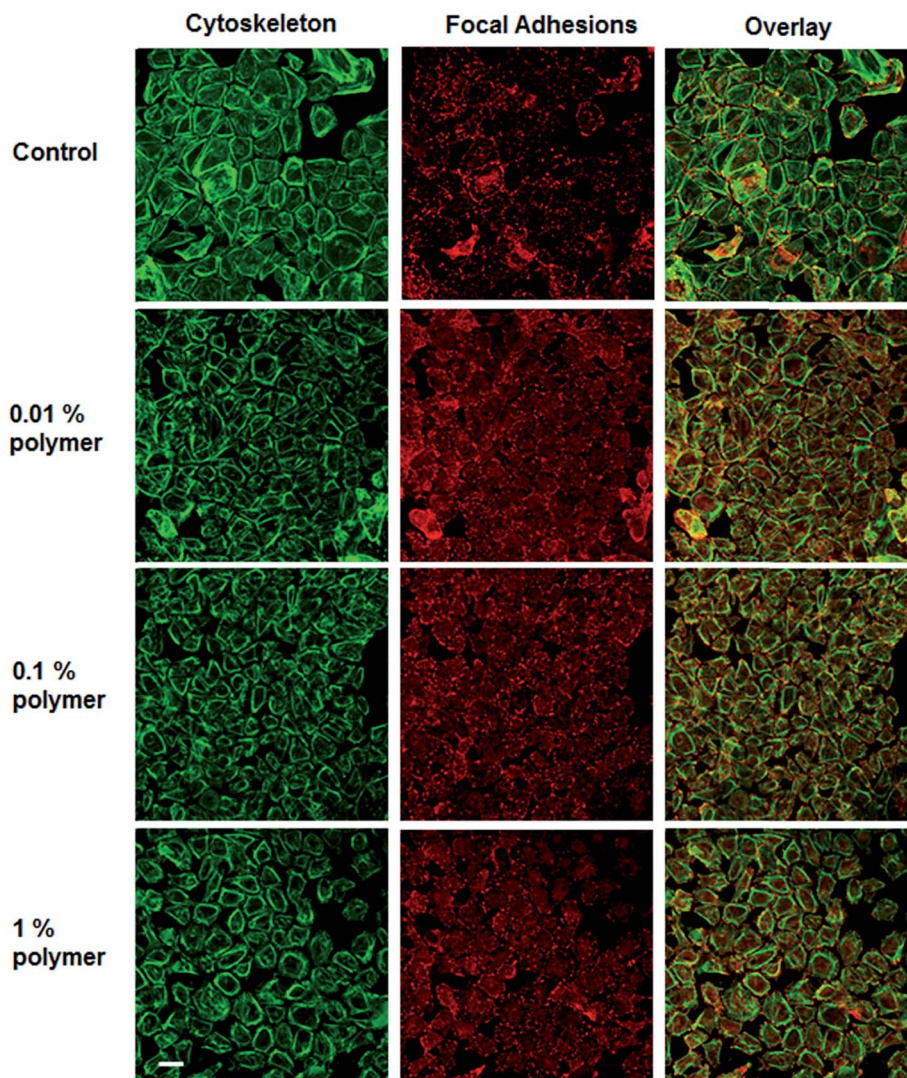 Cytoskeleton Focal Adhesions Overlay
Control
0.01 %
polymer
0.1 %
polymer
1 %
polymer